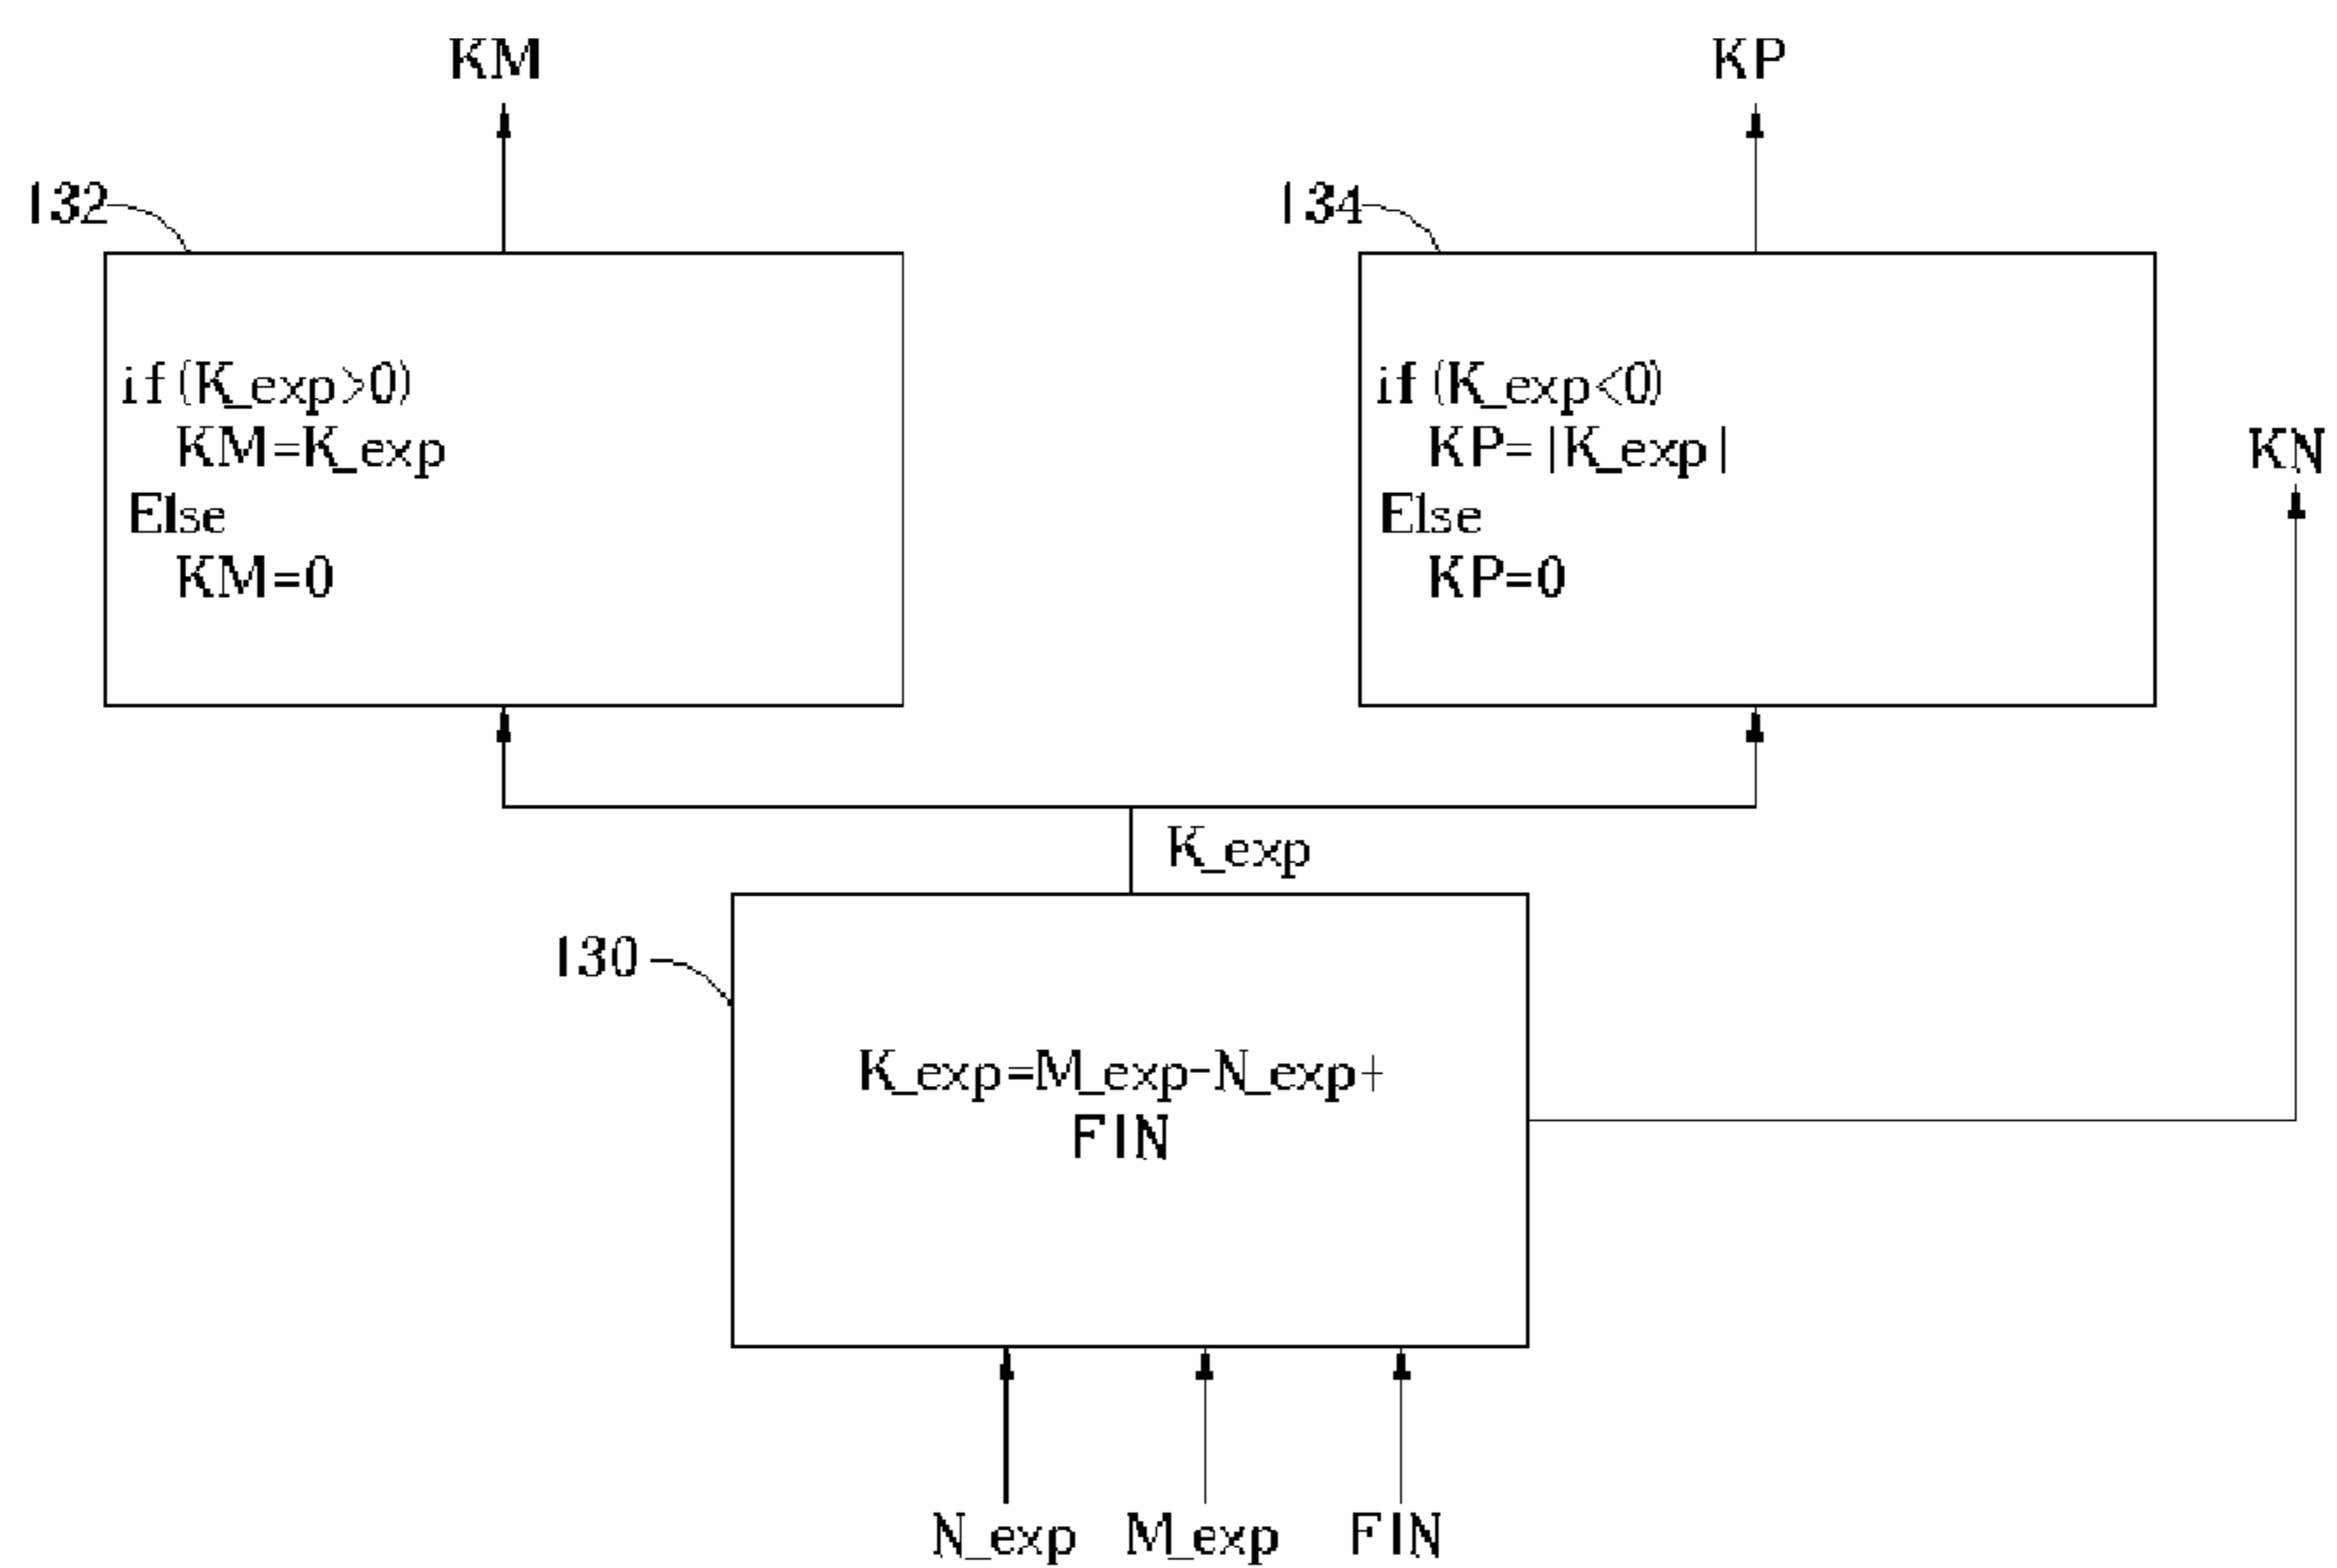 KM
KP
132
134
if (K_exp>0)
KM=K_exp
Else
KM=0
if (K_exp<0)
KP=|K_exp|
Else
KP=0
KN
K_exp
130
K_exp=M_exp-N_exp+
FIN
N_exp
M_exp
FIN